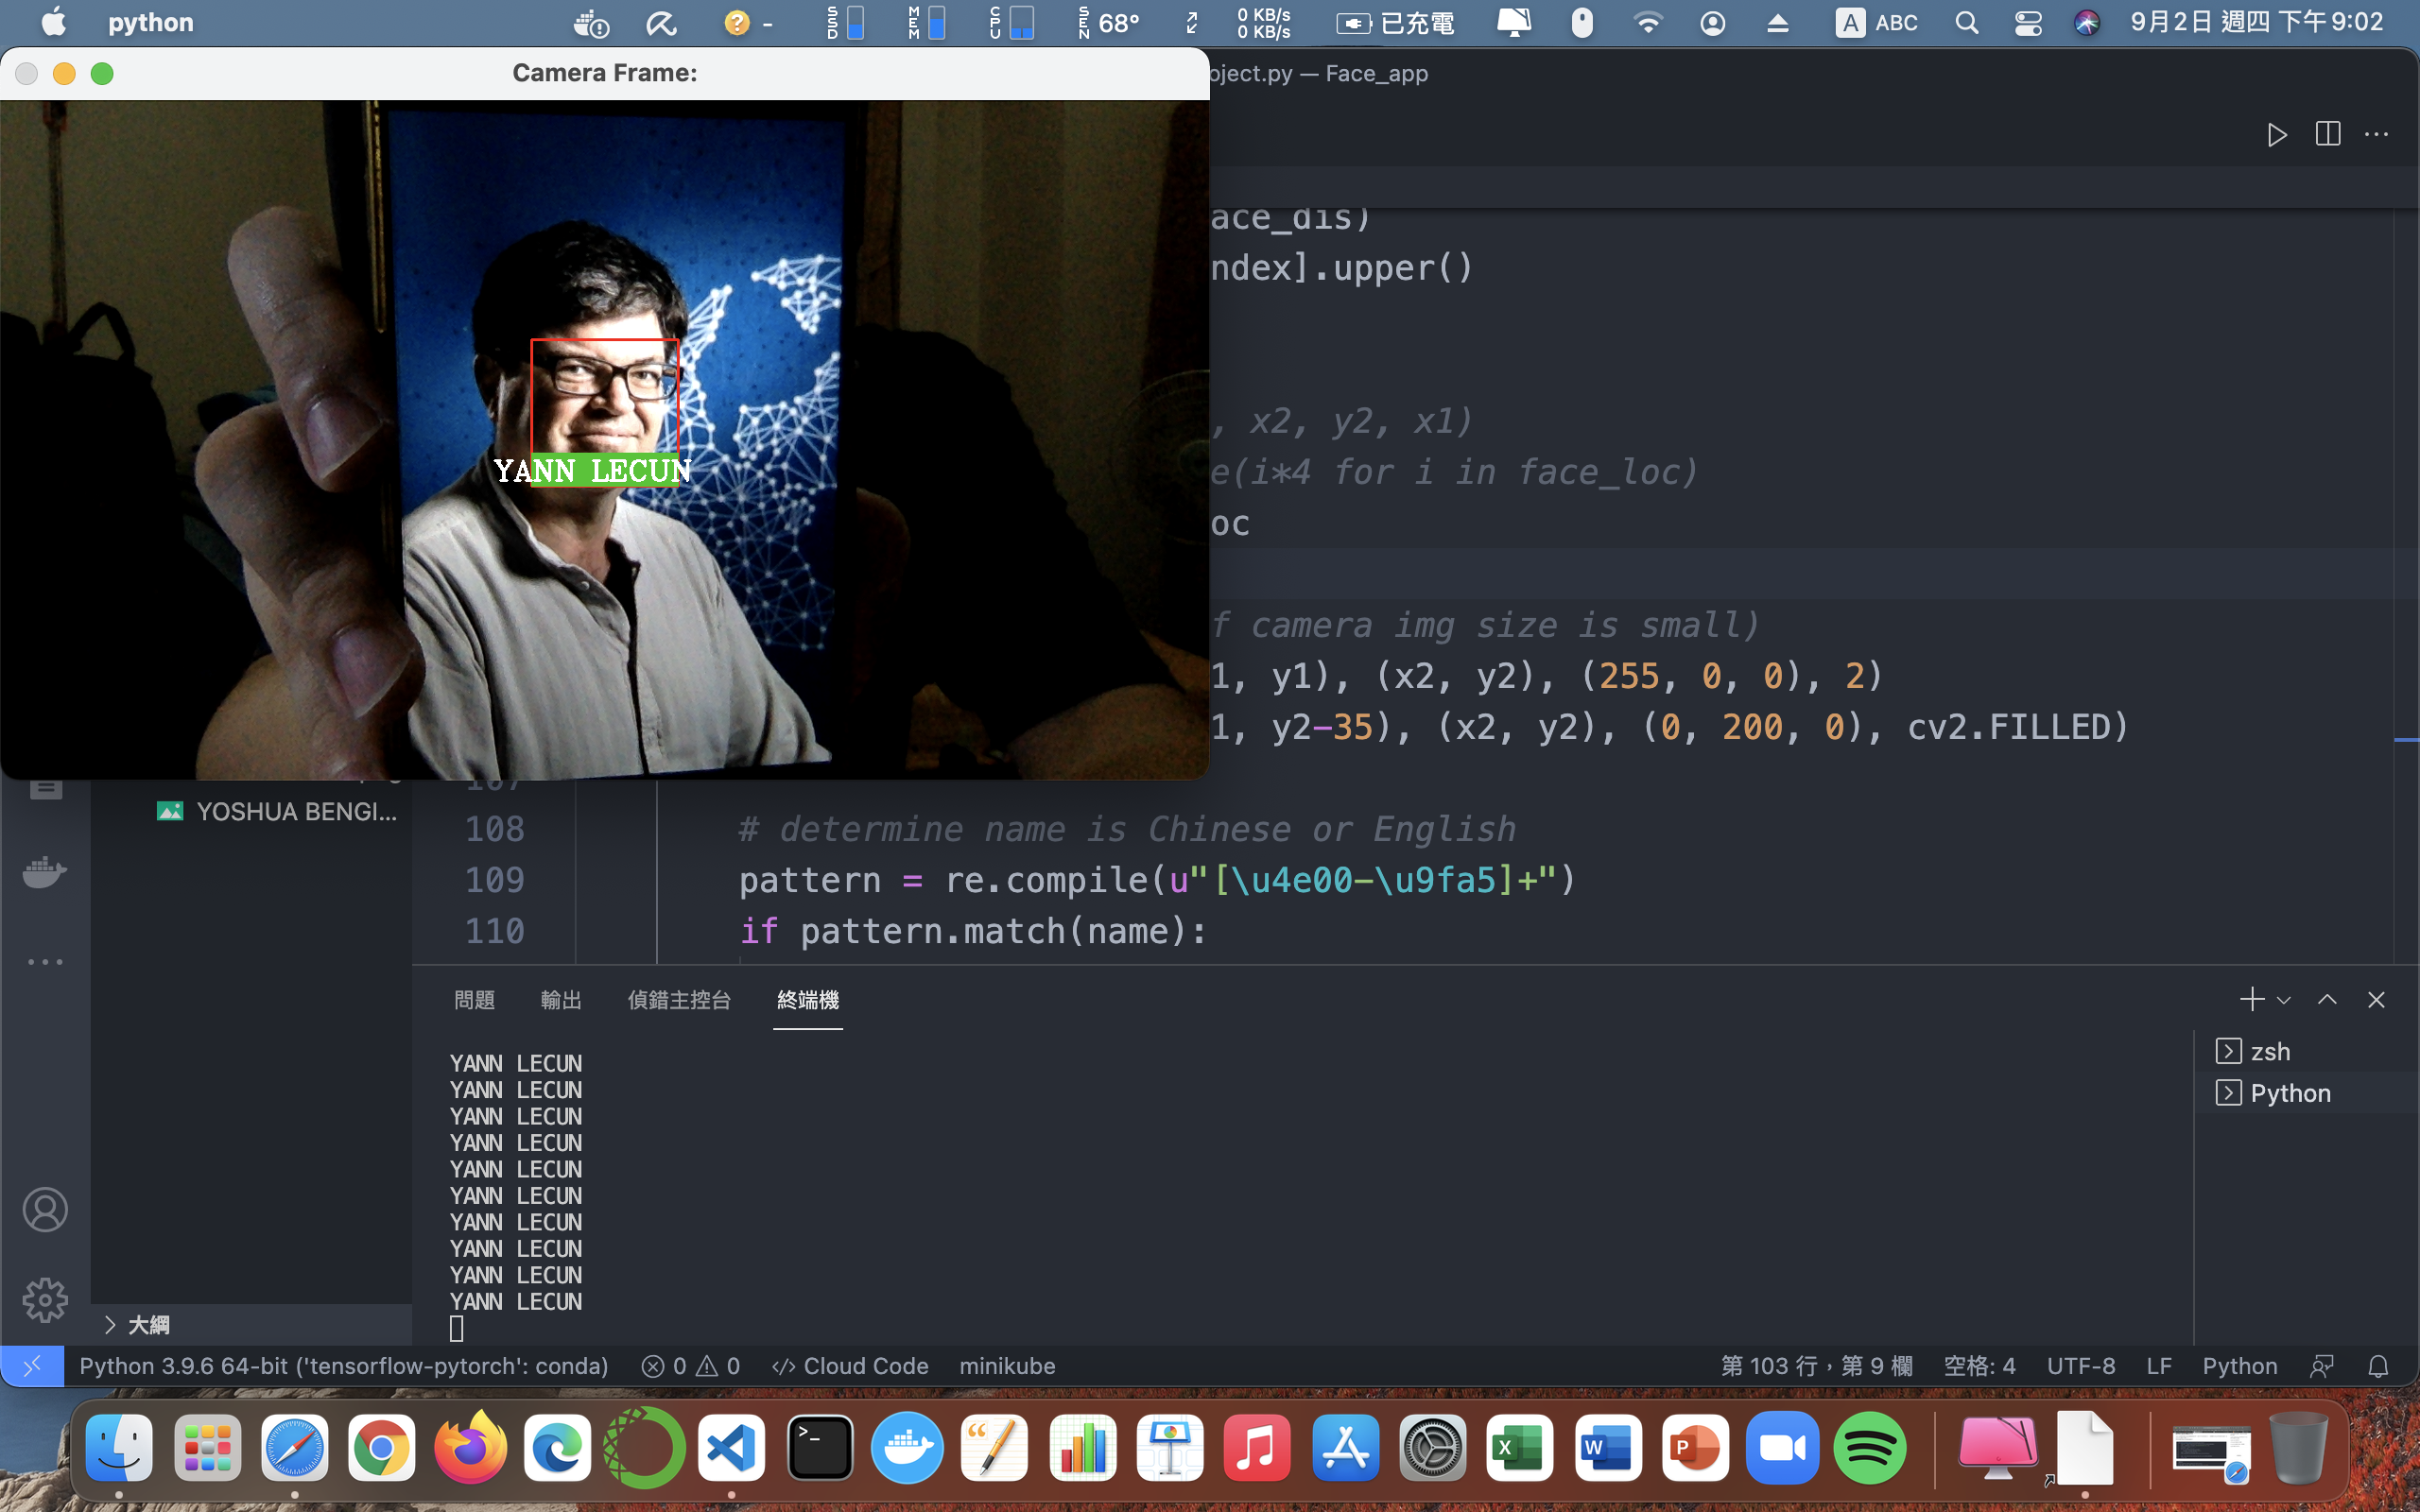 python
SSD
MEM
CPU
SEN 68°
0 KB/s
0 KB/s
已充電
A ABC
9月2日 週四 下午9:02
Camera Frame:
oject.py — Face_app
ace_dis)
ndex].upper()
, x2, y2, x1)
e(i*4 for i in face_loc)
oc
f camera img size is small)
1, y1), (x2, y2), (255, 0, 0), 2)
1, y2-35), (x2, y2), (0, 200, 0), cv2.FILLED)
YANN LECUN
YOSHUA BENGI...
107
108 # determine name is Chinese or English
109 pattern = re.compile(u"[\u4e00-\u9fa5]+")
110 if pattern.match(name):
問題 輸出 偵錯主控台 終端機
YANN LECUN
YANN LECUN
YANN LECUN
YANN LECUN
YANN LECUN
YANN LECUN
YANN LECUN
YANN LECUN
YANN LECUN
YANN LECUN
zsh
Python
大綱
Python 3.9.6 64-bit ('tensorflow-pytorch': conda) 0 0 Cloud Code minikube 第 103 行，第 9 欄 空格: 4 UTF-8 LF Python